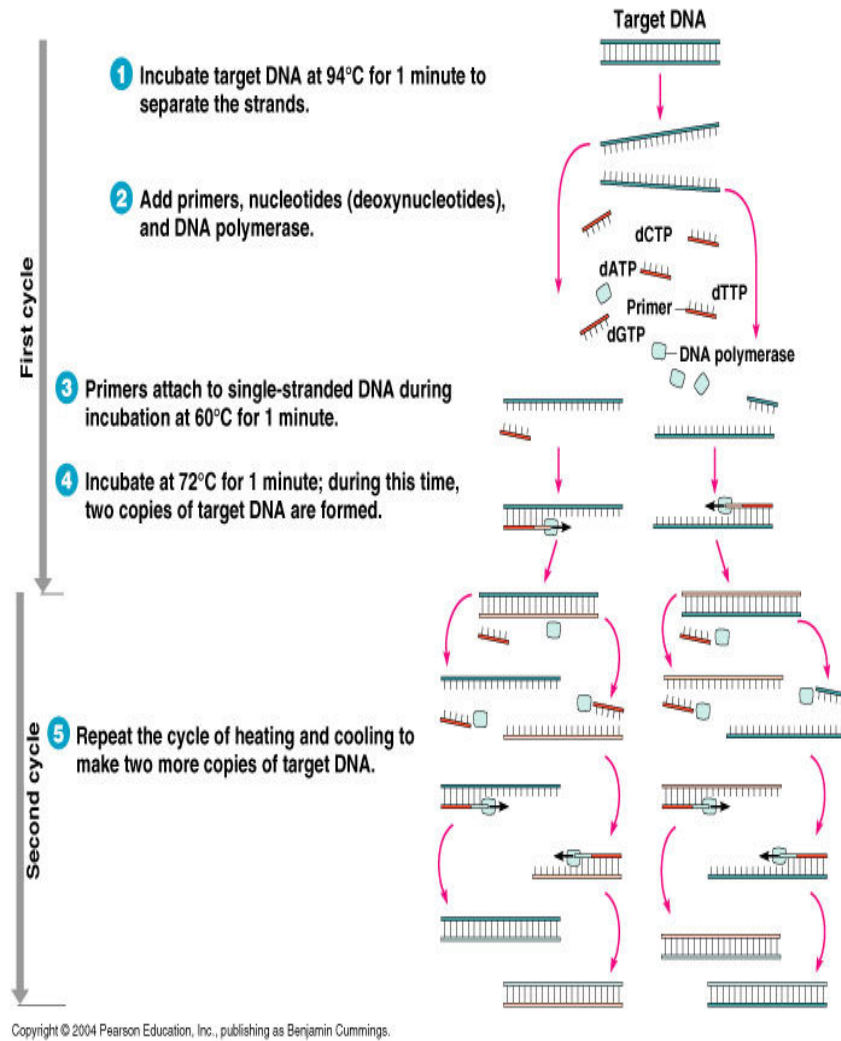 Target DNA
1 Incubate target DNA at 94°C for 1 minute to
separate the strands.
2 Add primers, nucleotides (deoxynucleotides),
and DNA polymerase.
dCTP
dATP
dTTP
Primer
dGTP
DNA polymerase
First cycle
3 Primers attach to single-stranded DNA during
incubation at 60°C for 1 minute.
4 Incubate at 72°C for 1 minute; during this time,
two copies of target DNA are formed.
Second cycle
5 Repeat the cycle of heating and cooling to
make two more copies of target DNA.
Copyright © 2004 Pearson Education, Inc., publishing as Benjamin Cummings.